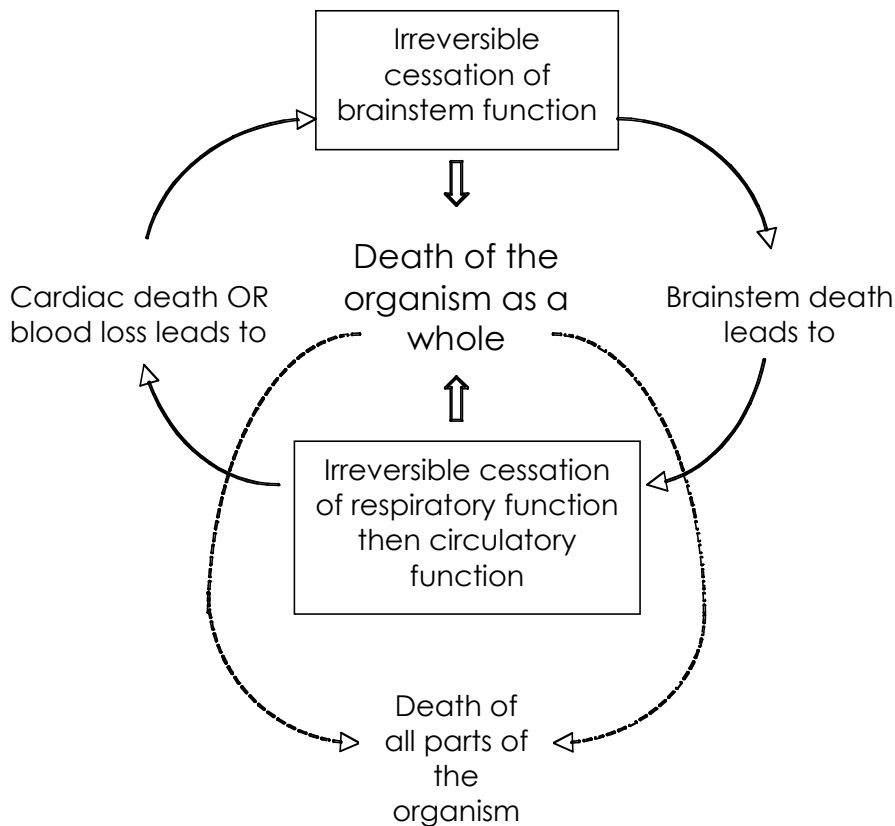 Irreversible
cessation of
brainstem function
Death of the
organism as a
whole
Cardiac death OR
blood loss leads to
Brainstem death
leads to
Irreversible cessation
of respiratory function
then circulatory
function
Death of
all parts of
the
organism